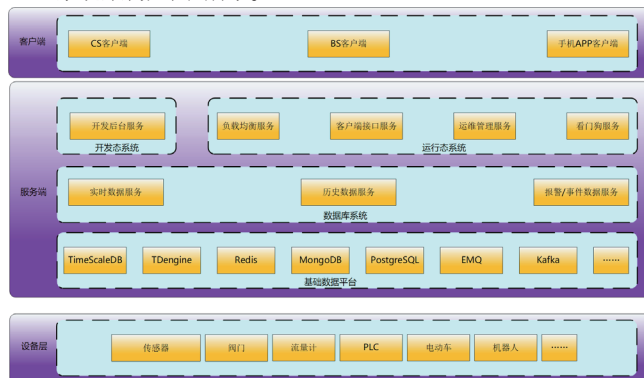 客户端
CS客户端 BS客户端 手机APP客户端
开发后台服务 负载均衡服务 客户端接口服务 运维管理服务 看门狗服务
开发态系统 运行态系统
服务端
实时数据服务 历史数据服务 报警/事件数据服务
数据库系统
TimeScaleDB TDengine Redis MongoDB PostgreSQL EMQ Kafka ……
基础数据平台
设备层
传感器 阀门 流量计 PLC 电动车 机器人 ……